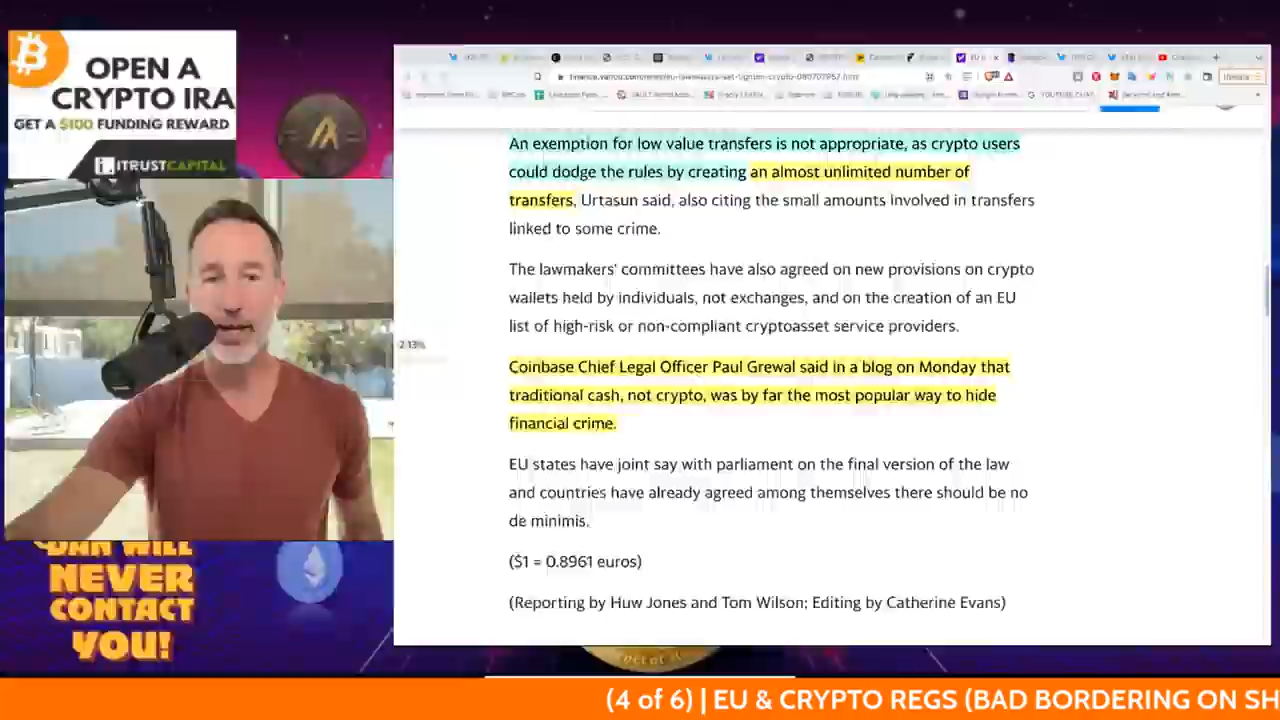 OPEN A
CRYPTO IRA
GET A $100 FUNDING REWARD
ITRUSTCAPITAL
An exemption for low value transfers is not appropriate, as crypto users
could dodge the rules by creating an almost unlimited number of
transfers, Urtasun said, also citing the small amounts involved in transfers
linked to some crime.
The lawmakers' committees have also agreed on new provisions on crypto
wallets held by individuals, not exchanges, and on the creation of an EU
list of high-risk or non-compliant cryptoasset service providers.
2.13%
Coinbase Chief Legal Officer Paul Grewal said in a blog on Monday that
traditional cash, not crypto, was by far the most popular way to hide
financial crime.
EU states have joint say with parliament on the final version of the law
and countries have already agreed among themselves there should be no
de minimis.
($1 = 0.8961 euros)
(Reporting by Huw Jones and Tom Wilson; Editing by Catherine Evans)
DAN WILL
NEVER
CONTACT
YOU!
(4 of 6) | EU & CRYPTO REGS (BAD BORDERING ON SH